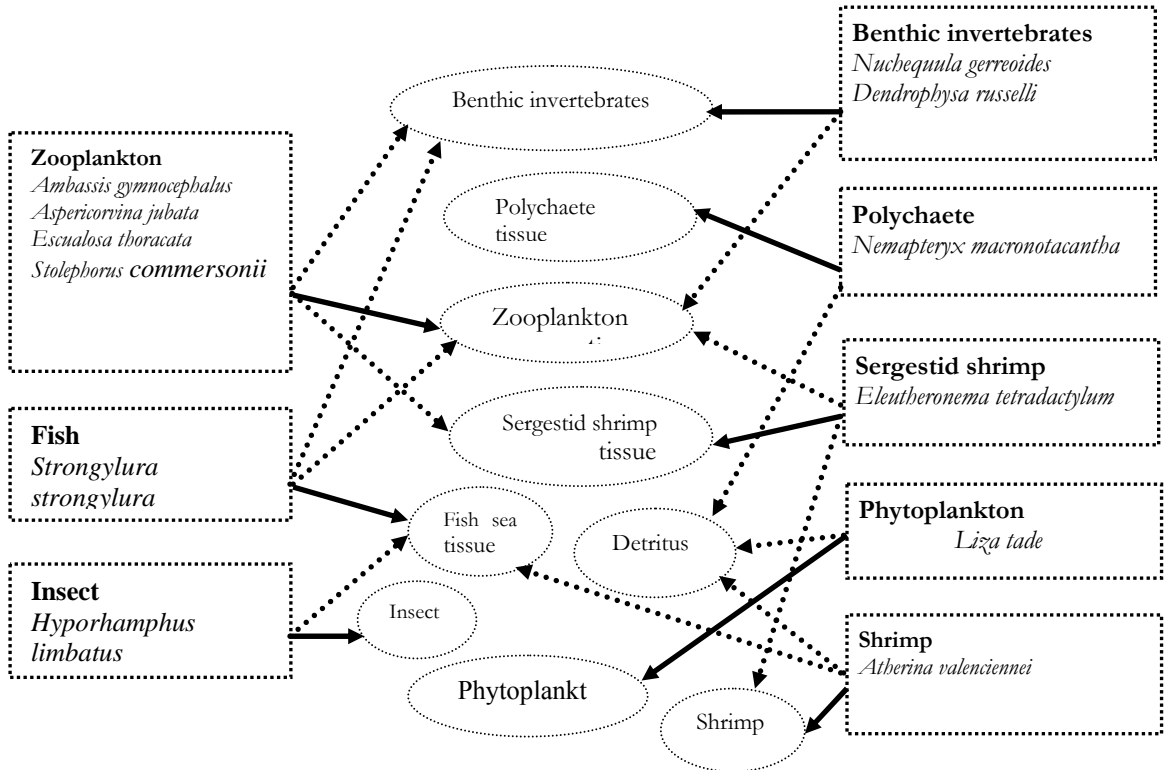 Benthic invertebrates
Nuchequula gerreoides
Dendrophysa russelli
Benthic invertebrates
Zooplankton
Ambassis gymnocephalus
Aspericorvina jubata
Escualosa thoracata
Stolephorus commersonii
Polychaete
tissue
Polychaete
Nemapteryx macronotacantha
Zooplankton
Sergestid shrimp
Eleutheronema tetradactylum
Sergestid shrimp
tissue
Fish
Strongylura
strongylura
Fish sea
tissue
Detritus
Phytoplankton
Liza tade
Insect
Hyporhamphus
limbatus
Insect
Phytoplankt
Shrimp
Shrimp
Atherina valenciennei